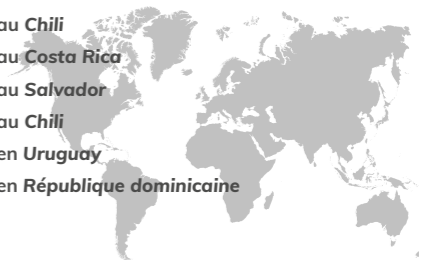 au Chili
au Costa Rica
au Salvador
au Chili
en Uruguay
en République dominicaine